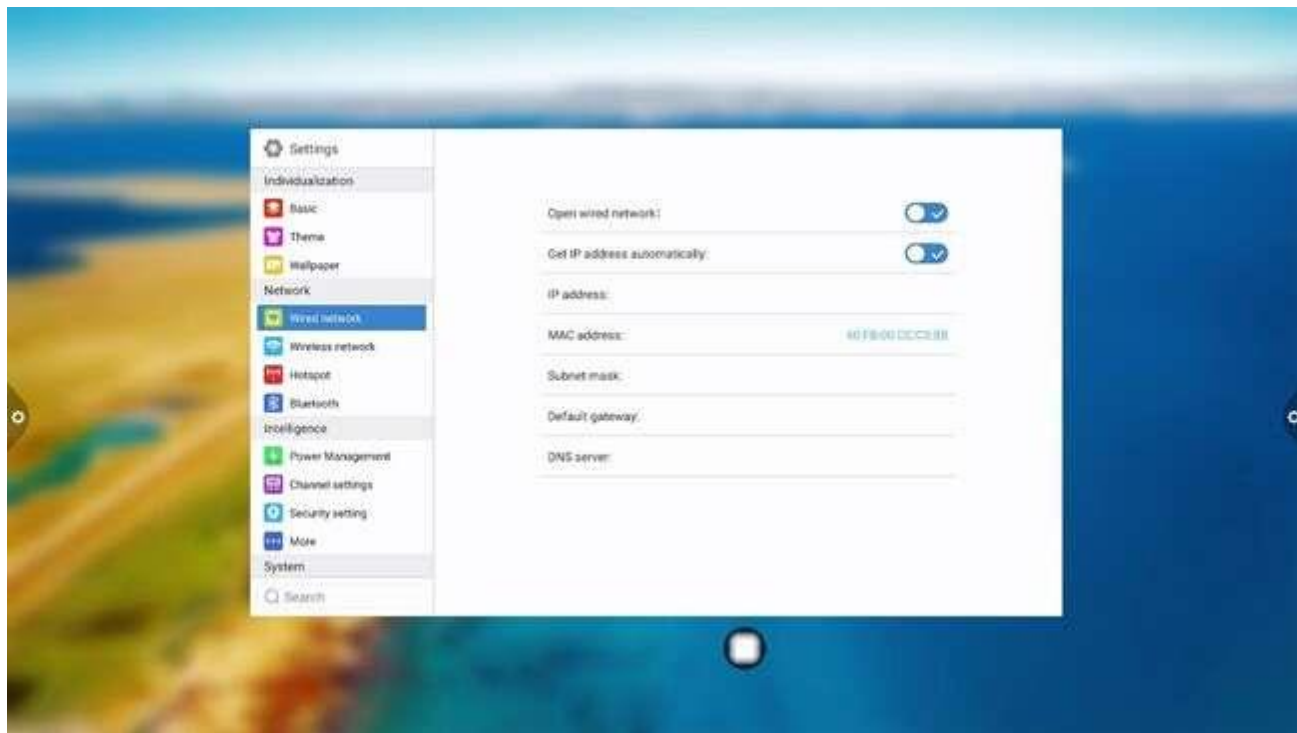 Settings
Individualization
Basic
Theme
Wallpaper
Network
Wired network
Wireless network
Hotspot
Bluetooth
Intelligence
Power Management
Channel settings
Security setting
More
System
Search
Open wired network:
Get IP address automatically:
IP address:
MAC address:
Subnet mask:
Default gateway:
DNS server: